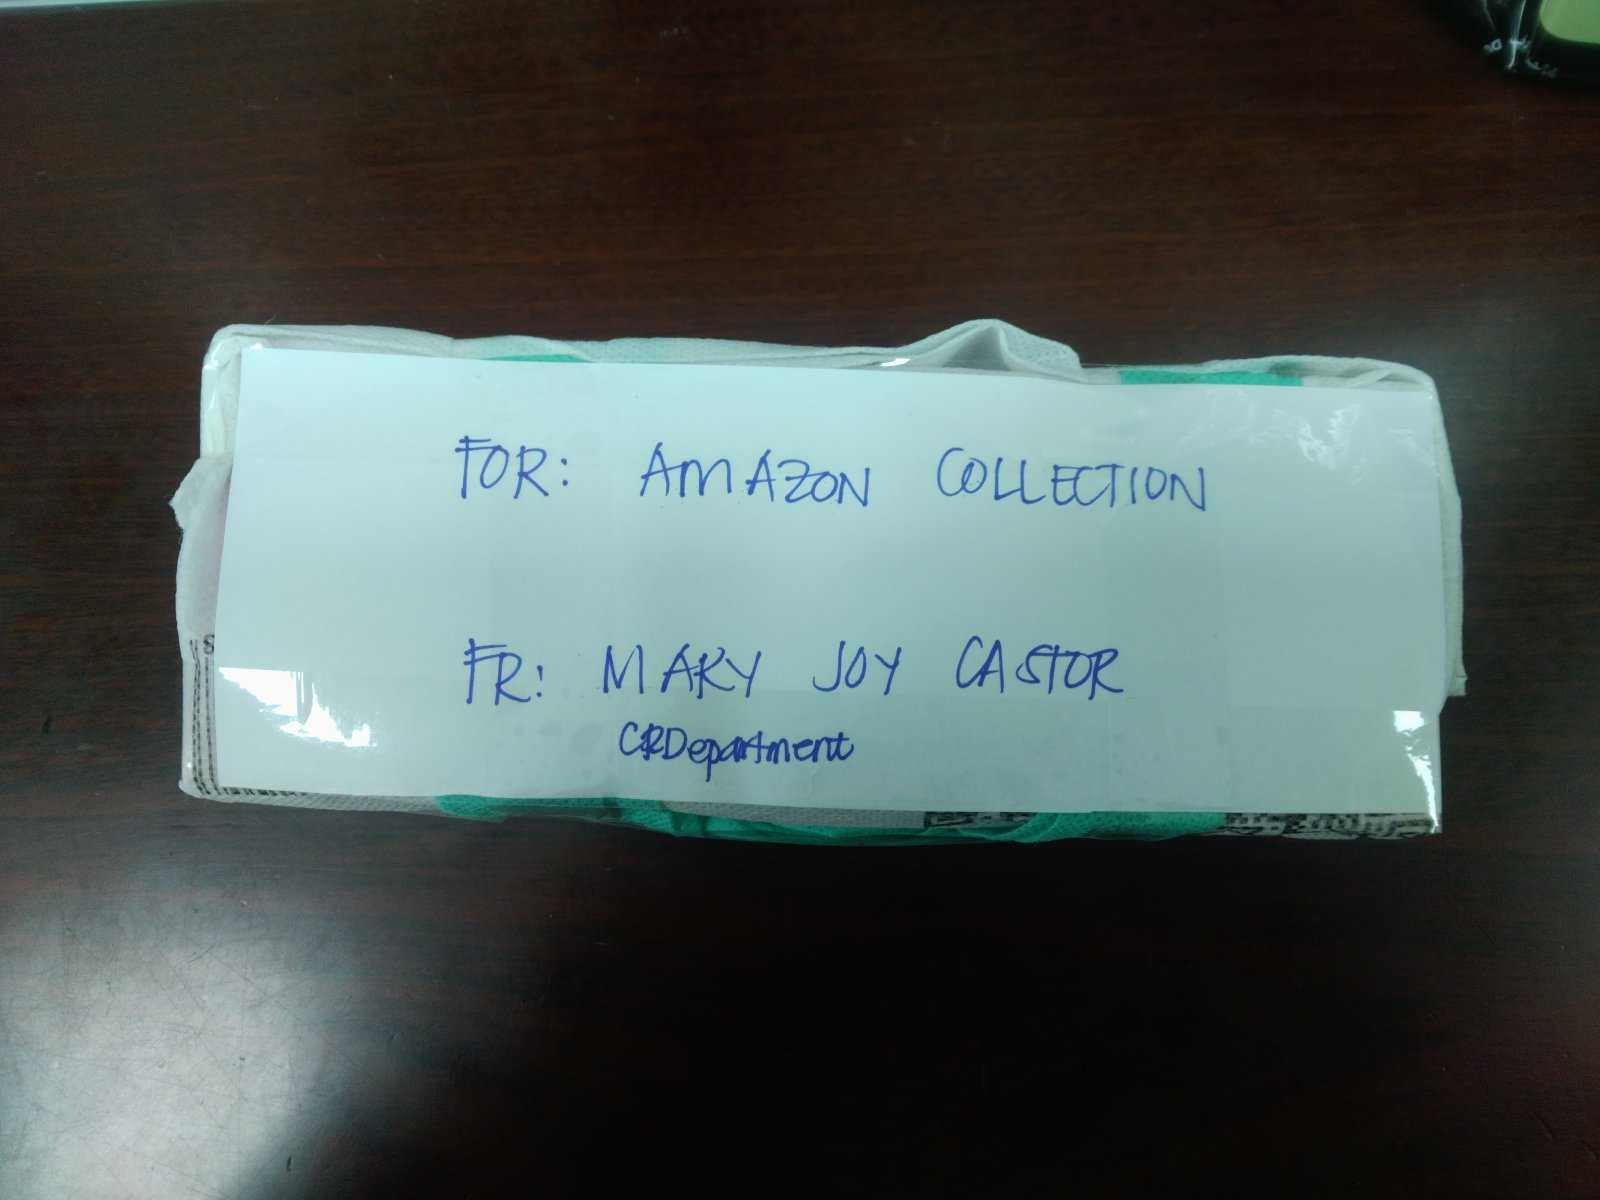 FOR: AMAZON COLLECTION
FR: MARY JOY CASTOR
CRDepartment